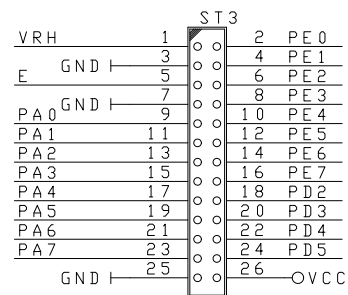 ST3
VRH 1 2 PE0
GND 3 4 PE1
E 5 6 PE2
GND 7 8 PE3
PA0 9 10 PE4
PA1 11 12 PE5
PA2 13 14 PE6
PA3 15 16 PE7
PA4 17 18 PD2
PA5 19 20 PD3
PA6 21 22 PD4
PA7 23 24 PD5
GND 25 26 VCC